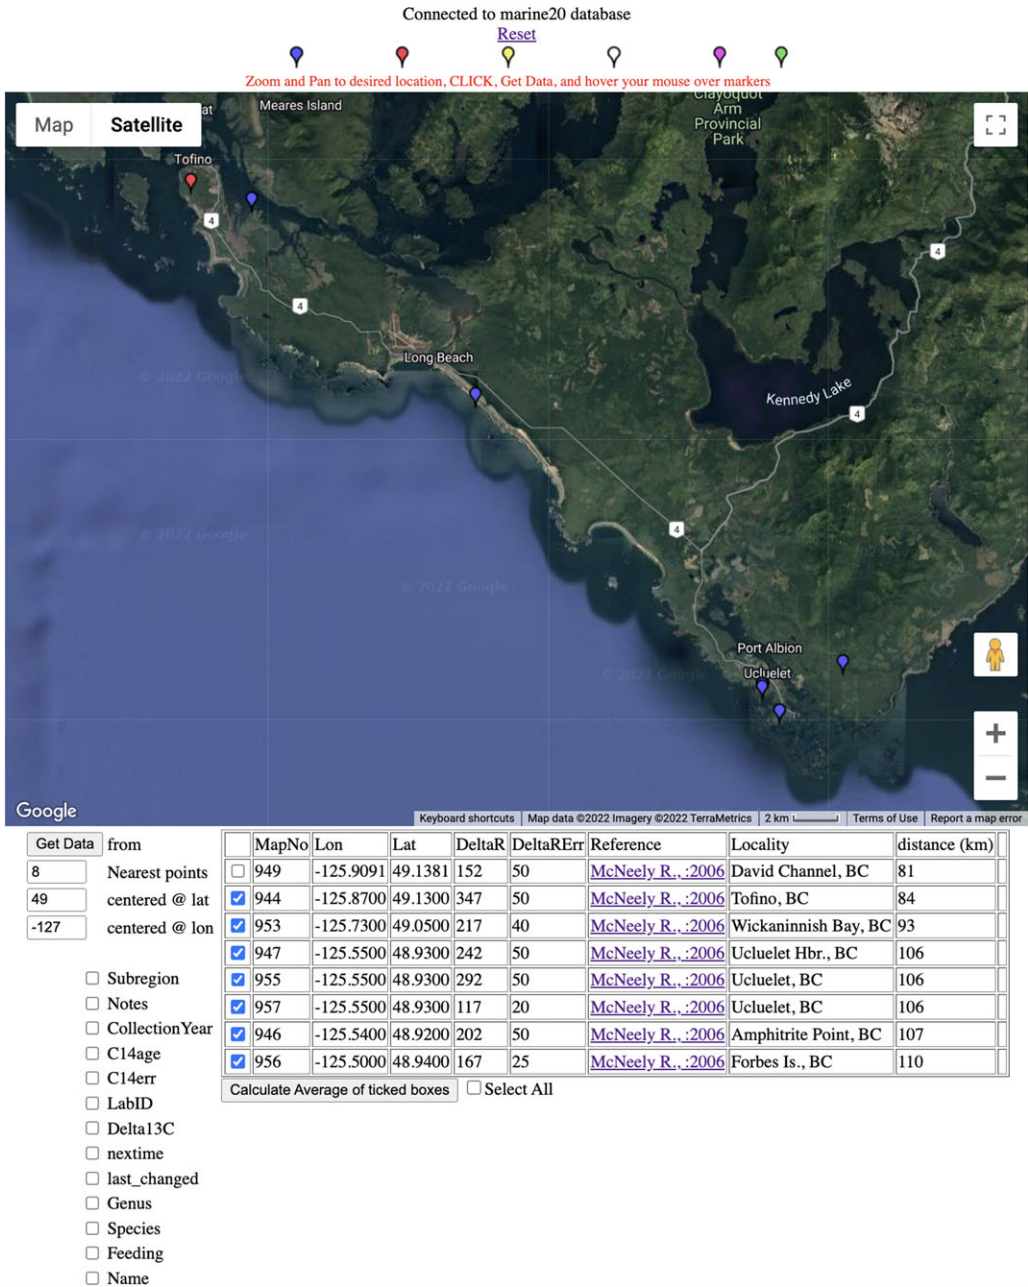 Connected to marine20 database
Reset
Zoom and Pan to desired location, CLICK, Get Data, and hover your mouse over markers
Map Satellite
at
Meares Island
Clayoquot
Arm
Provincial
Park
Tofino
4
4
4
Long Beach
© 2022 Google
Kennedy Lake
4
4
© 2022 Google
© 2022 Google
Port Albion
© 2022 Google
Ucluelet
Google
Keyboard shortcuts Map data ©2022 Imagery ©2022 TerraMetrics 2 km Terms of Use Report a map error
Get Data from
8 Nearest points
49 centered @ lat
-127 centered @ lon
Subregion
Notes
CollectionYear
C14age
C14err
LabID
Delta13C
nextime
last_changed
Genus
Species
Feeding
Name
MapNo Lon Lat DeltaR DeltaRErr Reference Locality distance (km)
949 -125.9091 49.1381 152 50 McNeely R., :2006 David Channel, BC 81
944 -125.8700 49.1300 347 50 McNeely R., :2006 Tofino, BC 84
953 -125.7300 49.0500 217 40 McNeely R., :2006 Wickaninnish Bay, BC 93
947 -125.5500 48.9300 242 50 McNeely R., :2006 Ucluelet Hbr., BC 106
955 -125.5500 48.9300 292 50 McNeely R., :2006 Ucluelet, BC 106
957 -125.5500 48.9300 117 20 McNeely R., :2006 Ucluelet, BC 106
946 -125.5400 48.9200 202 50 McNeely R., :2006 Amphitrite Point, BC 107
956 -125.5000 48.9400 167 25 McNeely R., :2006 Forbes Is., BC 110
Calculate Average of ticked boxes Select All